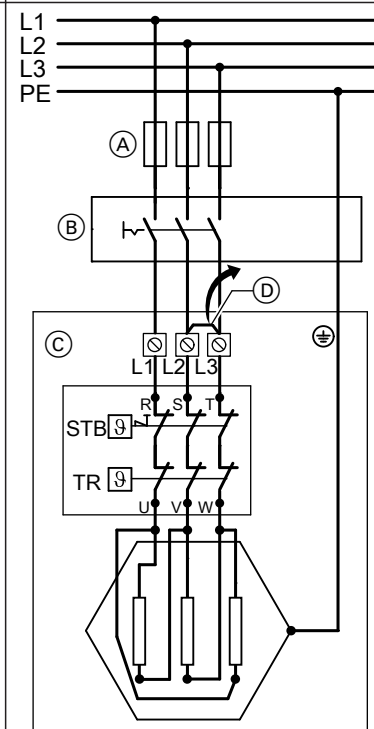 L1
L2
L3
PE
A
B
D
C
L1 L2 L3
R S T
STB ϑ
TR ϑ
U V W